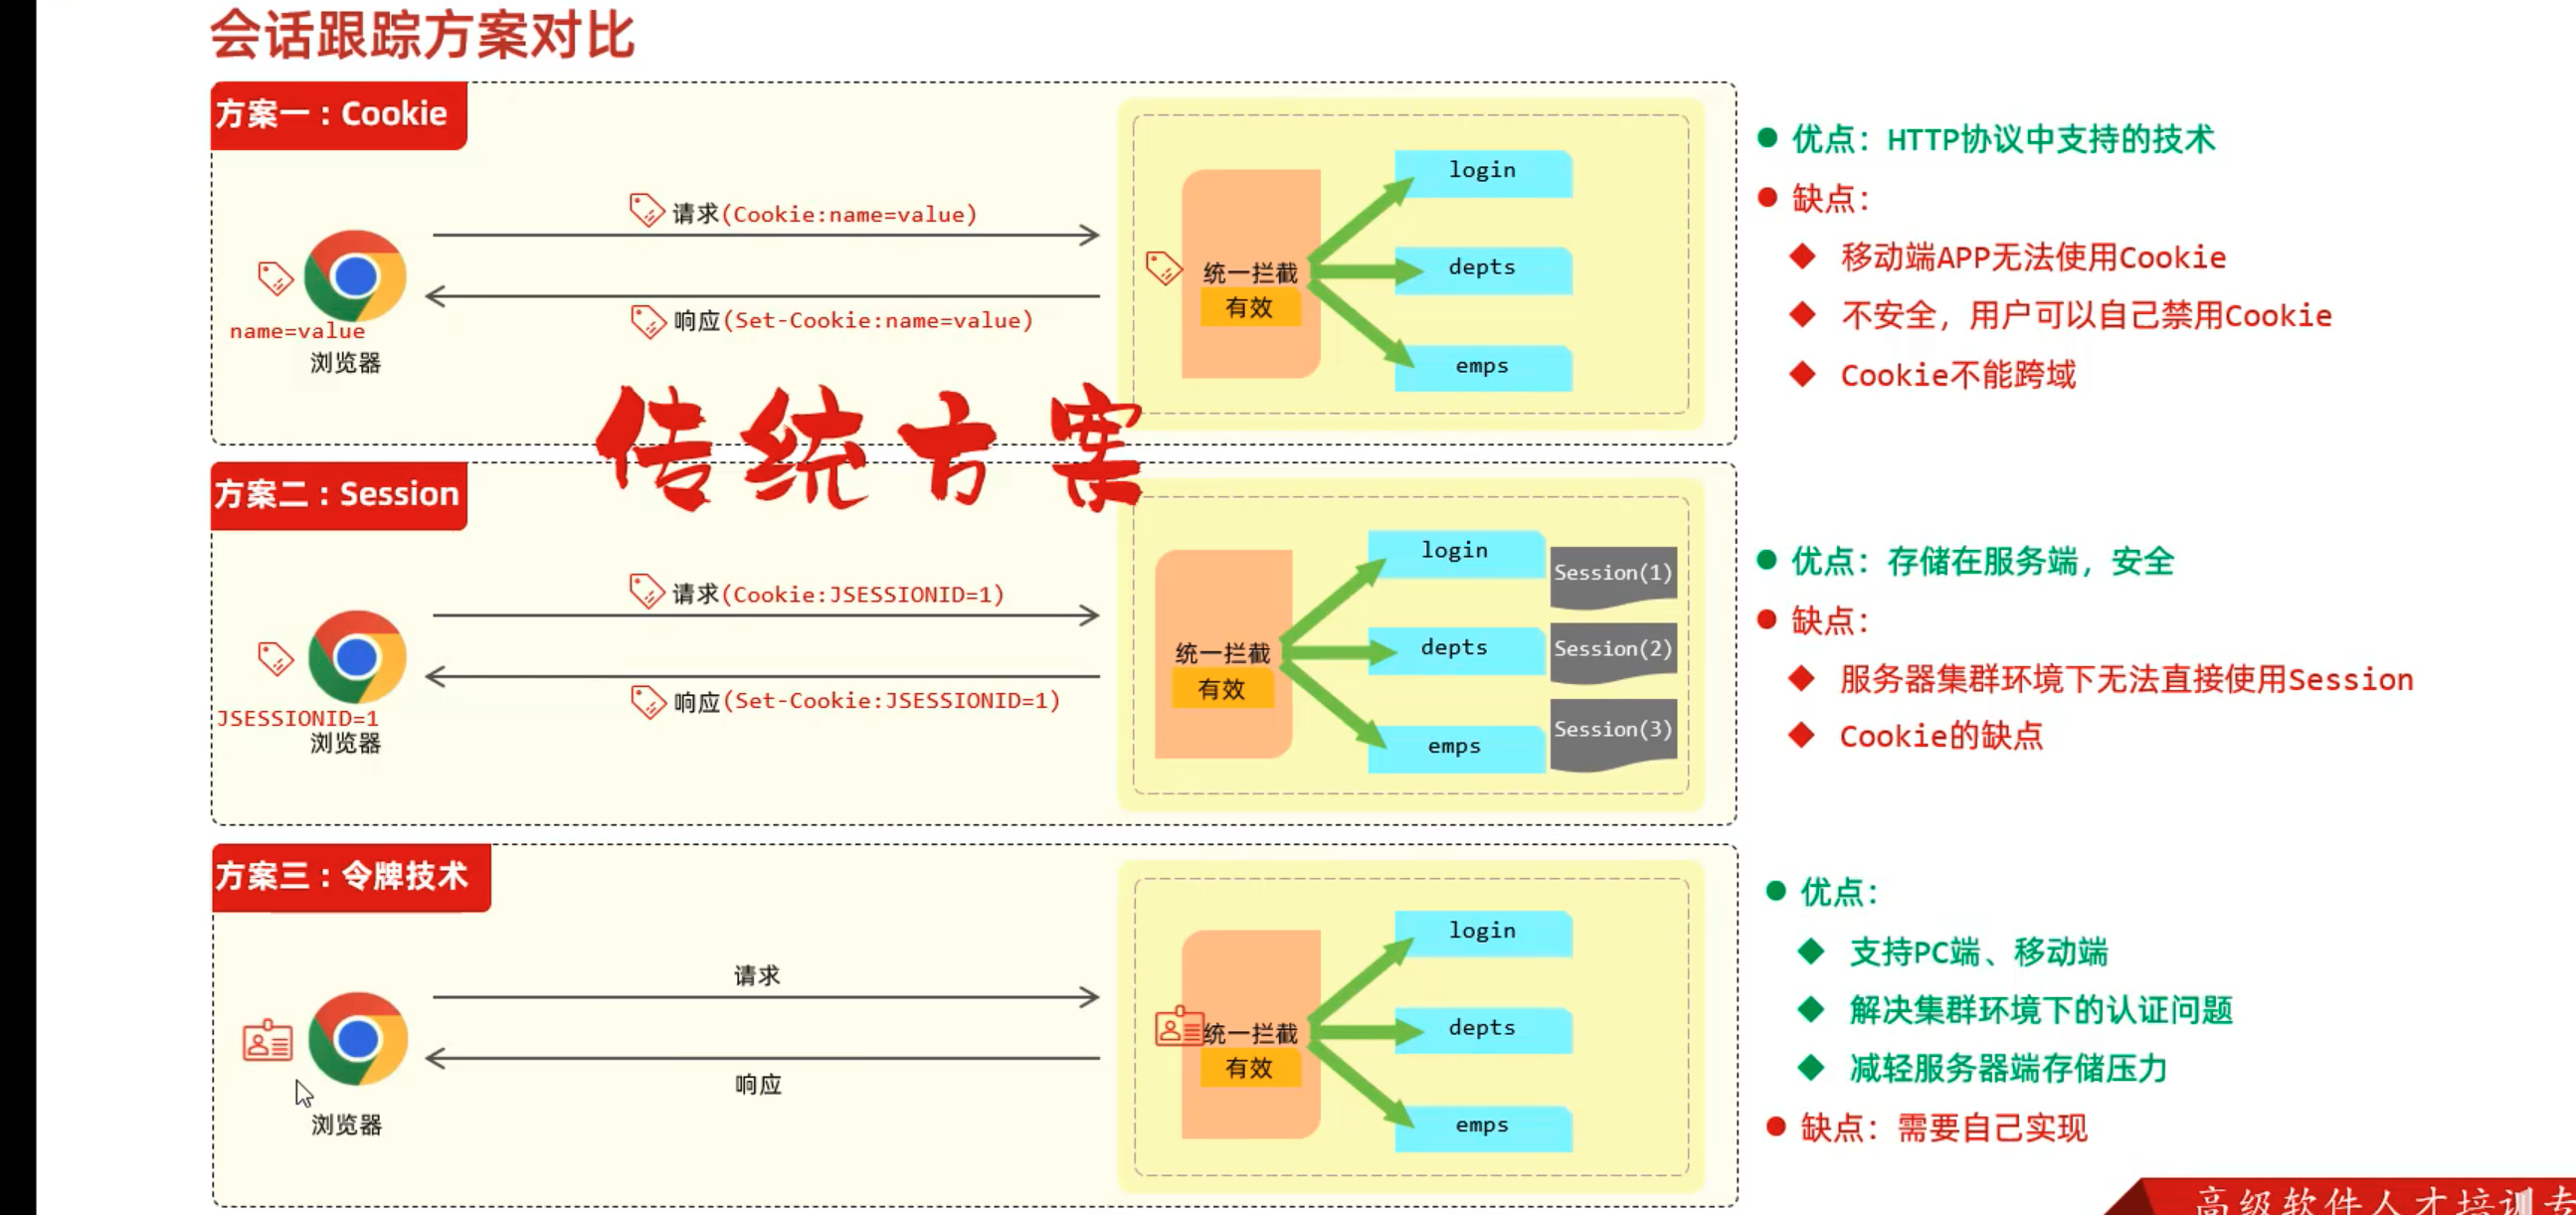 会话跟踪方案对比
方案一：Cookie
请求(Cookie:name=value)
响应(Set-Cookie:name=value)
name=value
浏览器
统一拦截
有效
login
depts
emps
优点：HTTP协议中支持的技术
缺点：
移动端APP无法使用Cookie
不安全，用户可以自己禁用Cookie
Cookie不能跨域
传统方案
方案二：Session
请求(Cookie:JSESSIONID=1)
响应(Set-Cookie:JSESSIONID=1)
JSESSIONID=1
浏览器
统一拦截
有效
login
depts
emps
Session(1)
Session(2)
Session(3)
优点：存储在服务端，安全
缺点：
服务器集群环境下无法直接使用Session
Cookie的缺点
方案三：令牌技术
请求
响应
浏览器
统一拦截
有效
login
depts
emps
优点：
支持PC端、移动端
解决集群环境下的认证问题
减轻服务器端存储压力
缺点：需要自己实现
高级软件人才培训专